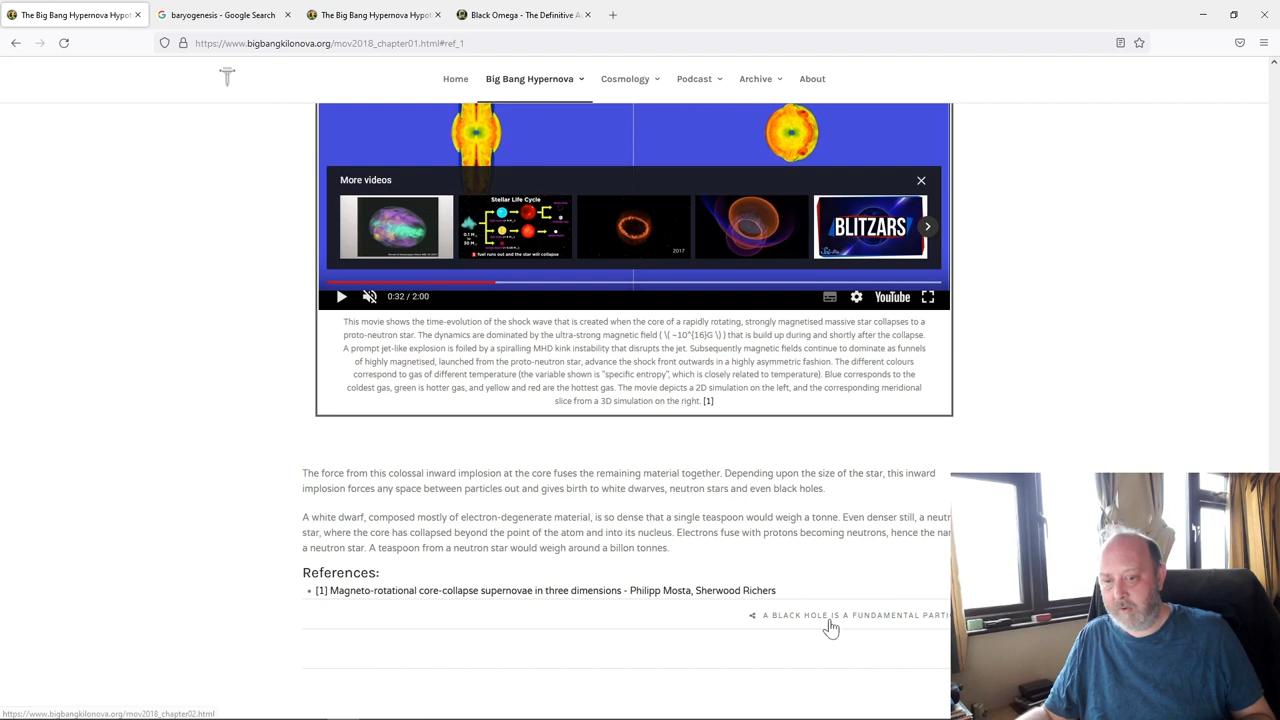 The Big Bang Hypernova Hypot
baryogenesis - Google Search
The Big Bang Hypernova Hypot
Black Omega - The Definitive A
https://www.bigbangkilonova.org/mov2018_chapter01.html#ref_1
Home Big Bang Hypernova Cosmology Podcast Archive About
More videos
Stellar Life Cycle
fuel runs out and the star will collapse
2017
BLITZARS
0:32 / 2:00
YouTube
This movie shows the time-evolution of the shock wave that is created when the core of a rapidly rotating, strongly magnetised massive star collapses to a
proto-neutron star. The dynamics are dominated by the ultra-strong magnetic field ( \( ~10^{16}G \) ) that is build up during and shortly after the collapse.
A prompt jet-like explosion is foiled by a spiralling MHD kink instability that disrupts the jet. Subsequently magnetic fields continue to dominate as funnels
of highly magnetised, launched from the proto-neutron star, advance the shock front outwards in a highly asymmetric fashion. The different colours
correspond to gas of different temperature (the variable shown is "specific entropy", which is closely related to temperature). Blue corresponds to the
coldest gas, green is hotter gas, and yellow and red are the hottest gas. The movie depicts a 2D simulation on the left, and the corresponding meridional
slice from a 3D simulation on the right. [1]
The force from this colossal inward implosion at the core fuses the remaining material together. Depending upon the size of the star, this inward
implosion forces any space between particles out and gives birth to white dwarves, neutron stars and even black holes.
A white dwarf, composed mostly of electron-degenerate material, is so dense that a single teaspoon would weigh a tonne. Even denser still, a neutr
star, where the core has collapsed beyond the point of the atom and into its nucleus. Electrons fuse with protons becoming neutrons, hence the nar
a neutron star. A teaspoon from a neutron star would weigh around a billon tonnes.
References:
[1] Magneto-rotational core-collapse supernovae in three dimensions - Philipp Mosta, Sherwood Richers
A BLACK HOLE IS A FUNDAMENTAL PARTI
https://www.bigbangkilonova.org/mov2018_chapter02.html